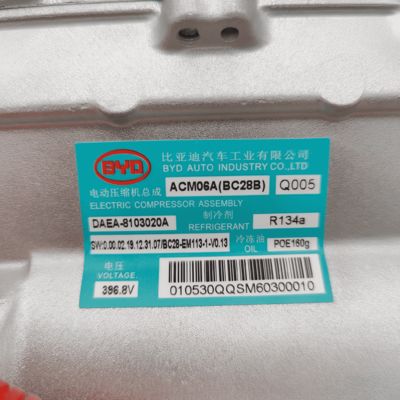 BYD
比亚迪汽车工业有限公司
BYD AUTO INDUSTRY CO.,LTD
电动压缩机总成 ACM06A(BC28B) Q005
ELECTRIC COMPRESSOR ASSEMBLY
DAEA-8103020A 制冷剂 REFRIGERANT R134a
SW:0.00.02.19.12.31.07/BC28-EM113-1-V0.13 冷冻油 OIL POE160g
电压
VOLTAGE.
396.8V
010530QQSM60300010